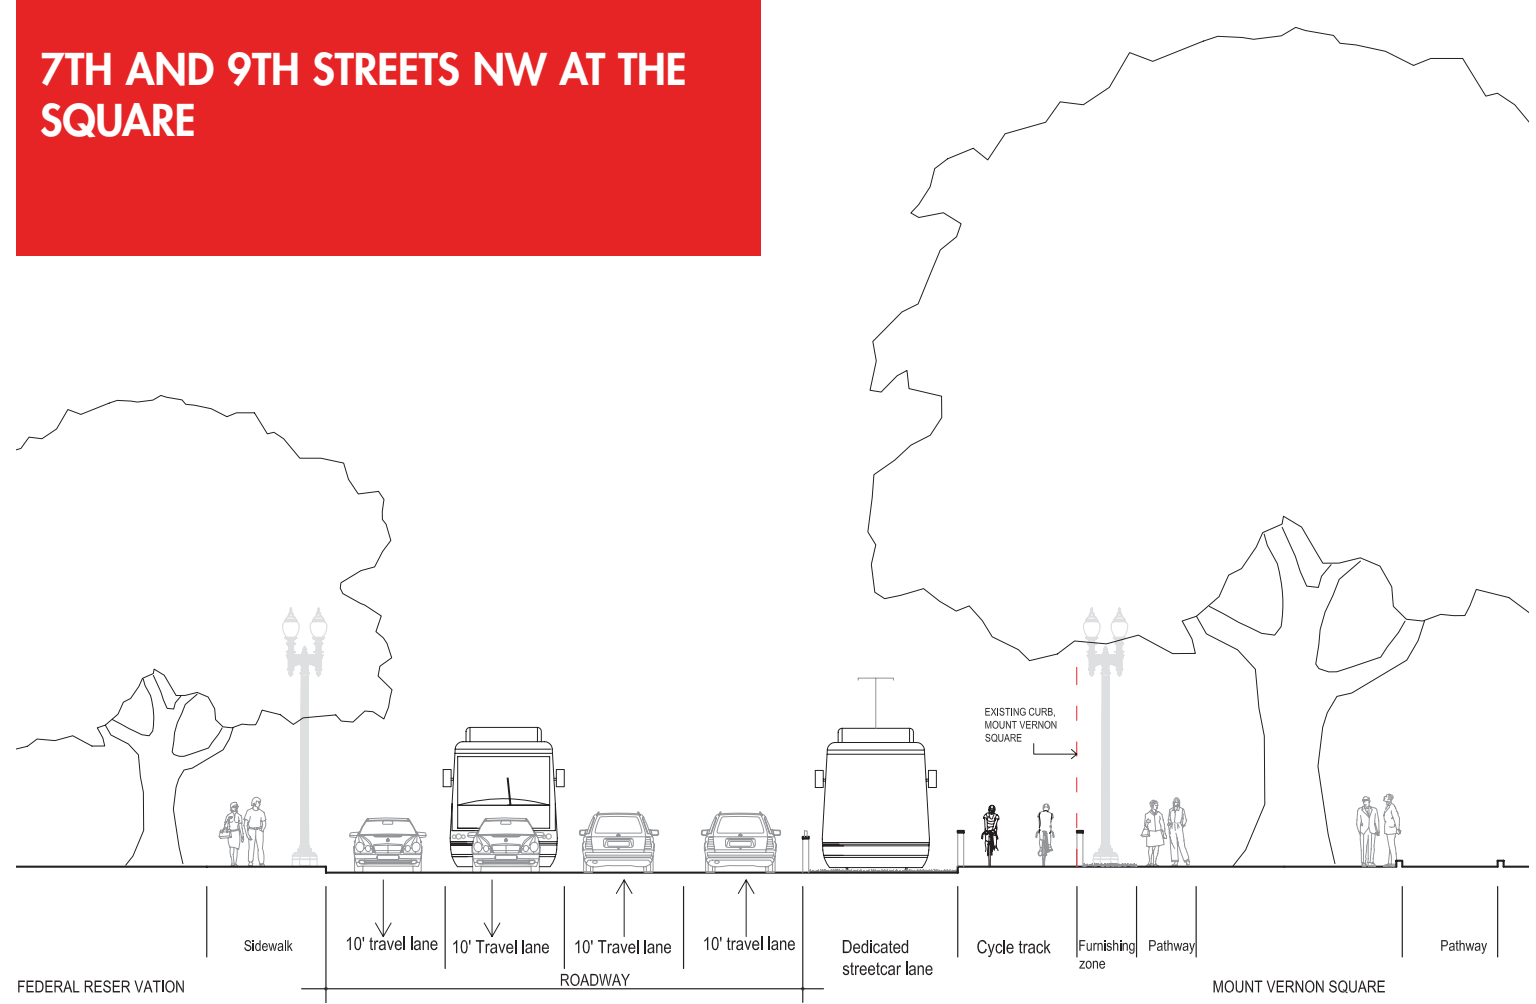 7TH AND 9TH STREETS NW AT THE
SQUARE
EXISTING CURB,
MOUNT VERNON
SQUARE
Sidewalk
10' travel lane
10' Travel lane
10' Travel lane
10' travel lane
Dedicated
streetcar lane
Cycle track
Furnishing
zone
Pathway
Pathway
FEDERAL RESER VATION
ROADWAY
MOUNT VERNON SQUARE